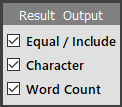 Result Output
Equal / Include
Character
Word Count